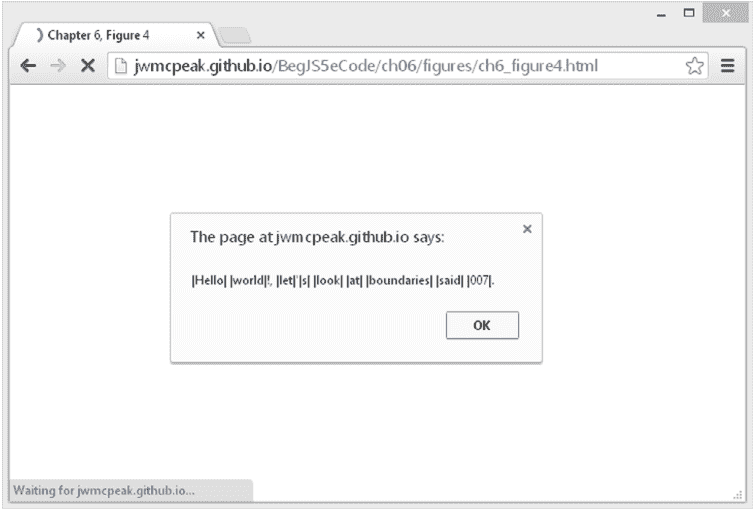 Chapter 6, Figure 4
jwmcpeak.github.io/BegJS5eCode/ch06/figures/ch6_figure4.html
The page at jwmcpeak.github.io says:
|Hello| |world|!, |let|'|s| |look| |at| |boundaries| |said| |007|.
OK
Waiting for jwmcpeak.github.io...